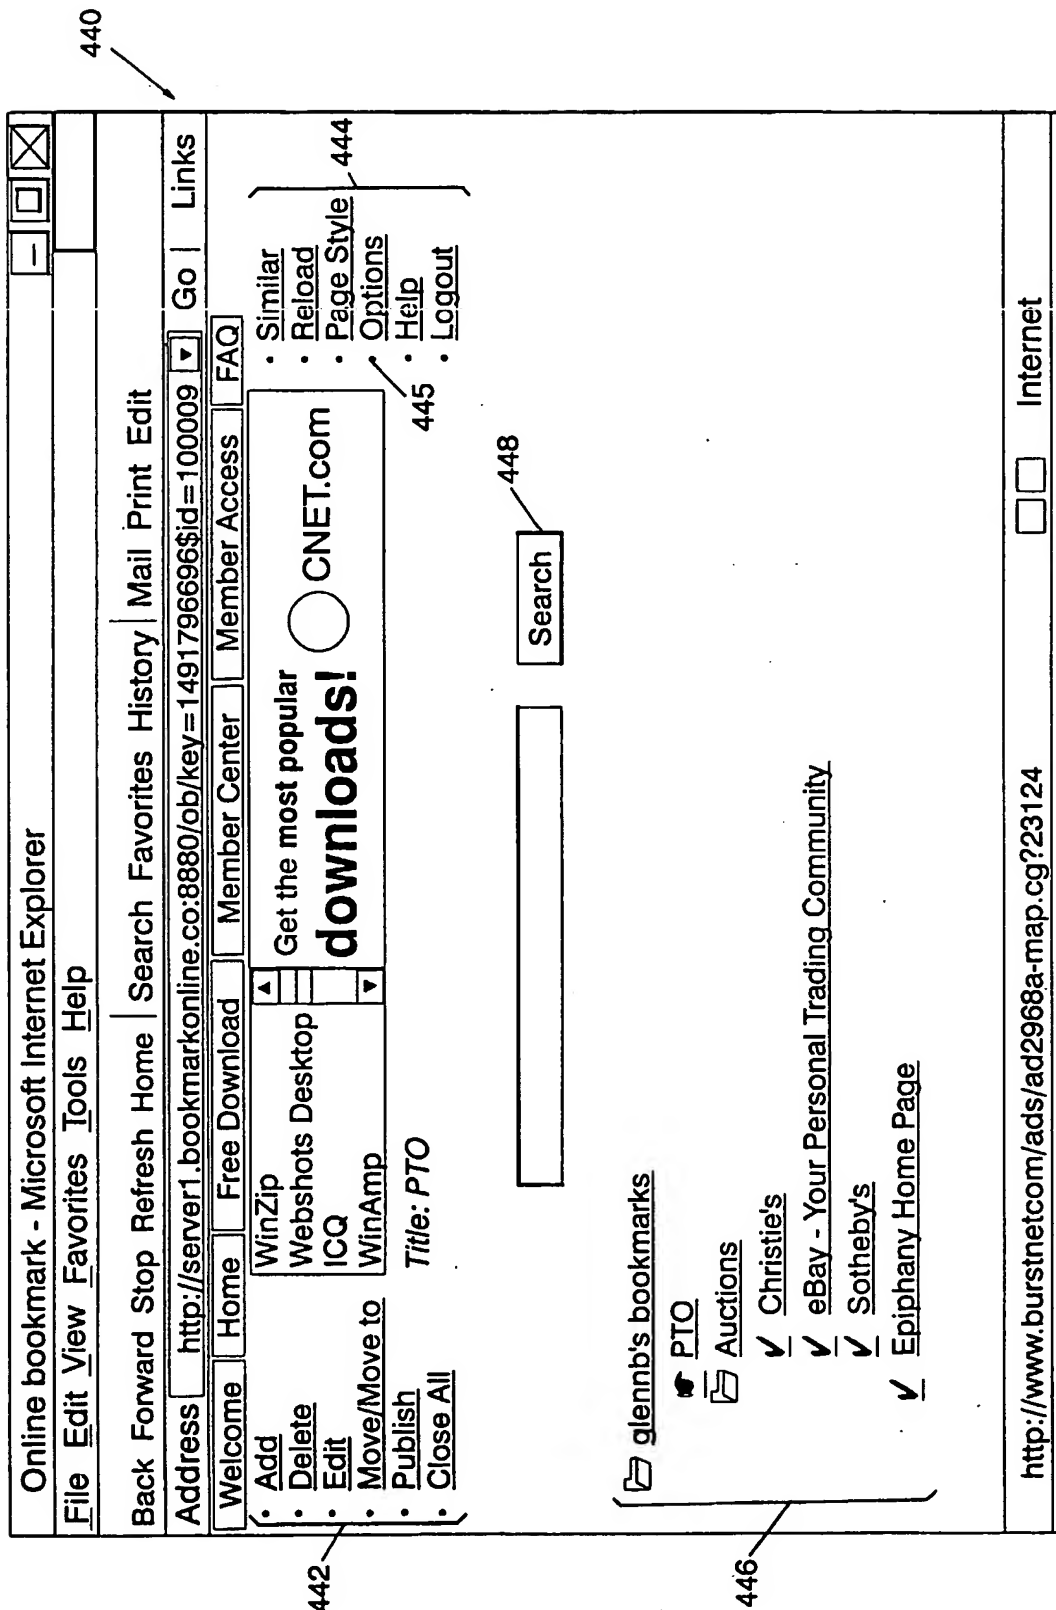 440
Online bookmark - Microsoft Internet Explorer
File Edit View Favorites Tools Help
Back Forward Stop Refresh Home | Search Favorites History | Mail Print Edit
Address http://server1.bookmarkonline.co:8880/ob/key=1491796696$id=100009 Go | Links
Welcome Home Free Download Member Center Member Access FAQ
442
• Add
• Delete
• Edit
• Move/Move to
• Publish
• Close All
WinZip
Webshots Desktop
ICQ
WinAmp
Title: PTO
Get the most popular
downloads!
CNET.com
• Similar
• Reload
• Page Style
• Options
• Help
• Logout
444
445
Search
448
446
glennb's bookmarks
PTO
Auctions
Christie's
eBay - Your Personal Trading Community
Sotheby's
Epiphany Home Page
http://www.burstnetcom/ads/ad2968a-map.cg?23124 Internet